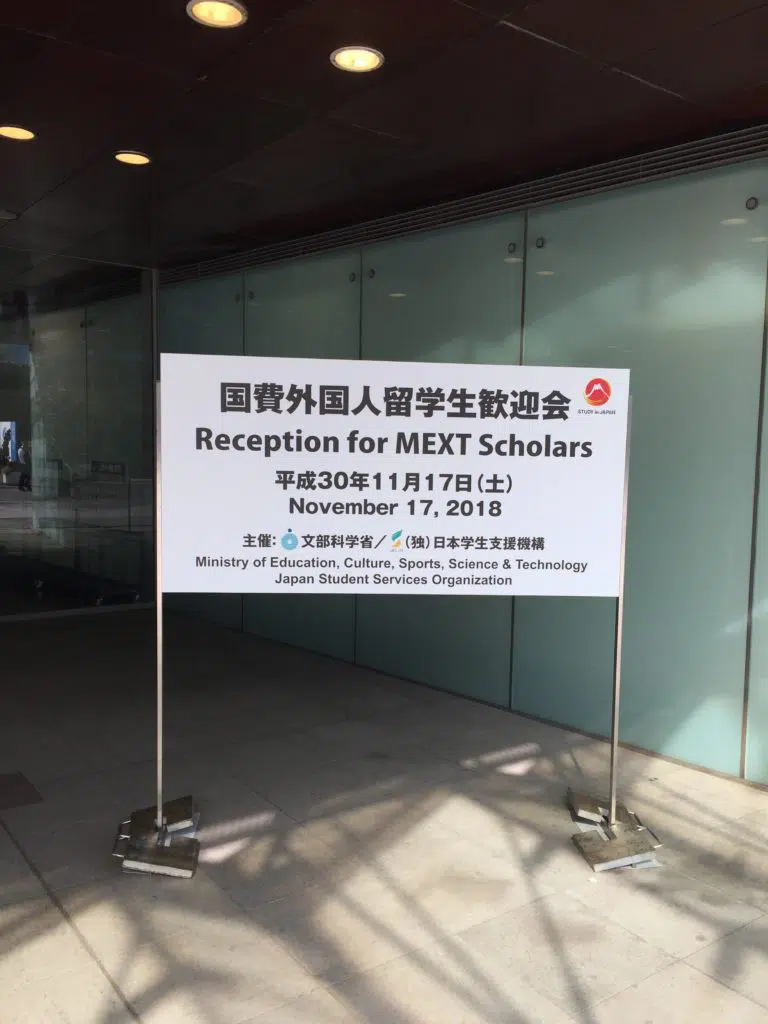 国費外国人留学生歓迎会
STUDY in JAPAN
Reception for MEXT Scholars
平成30年11月17日(土)
November 17, 2018
主催: 文部科学省/ (独)日本学生支援機構
Ministry of Education, Culture, Sports, Science & Technology
Japan Student Services Organization